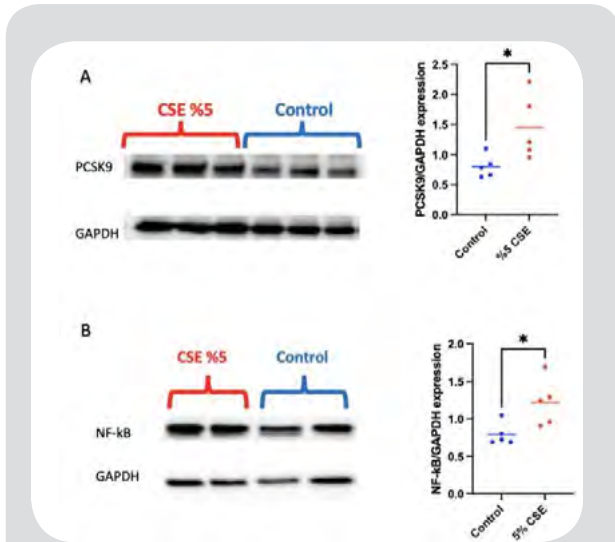 A
CSE %5
Control
PCSK9
GAPDH
PCSK9/GAPDH expression
2.5
2.0
1.5
1.0
0.5
0.0
*
Control
%5 CSE
B
CSE %5
Control
NF-kB
GAPDH
NF-kB/GAPDH expression
2.0
1.5
1.0
0.5
0.0
*
Control
5% CSE